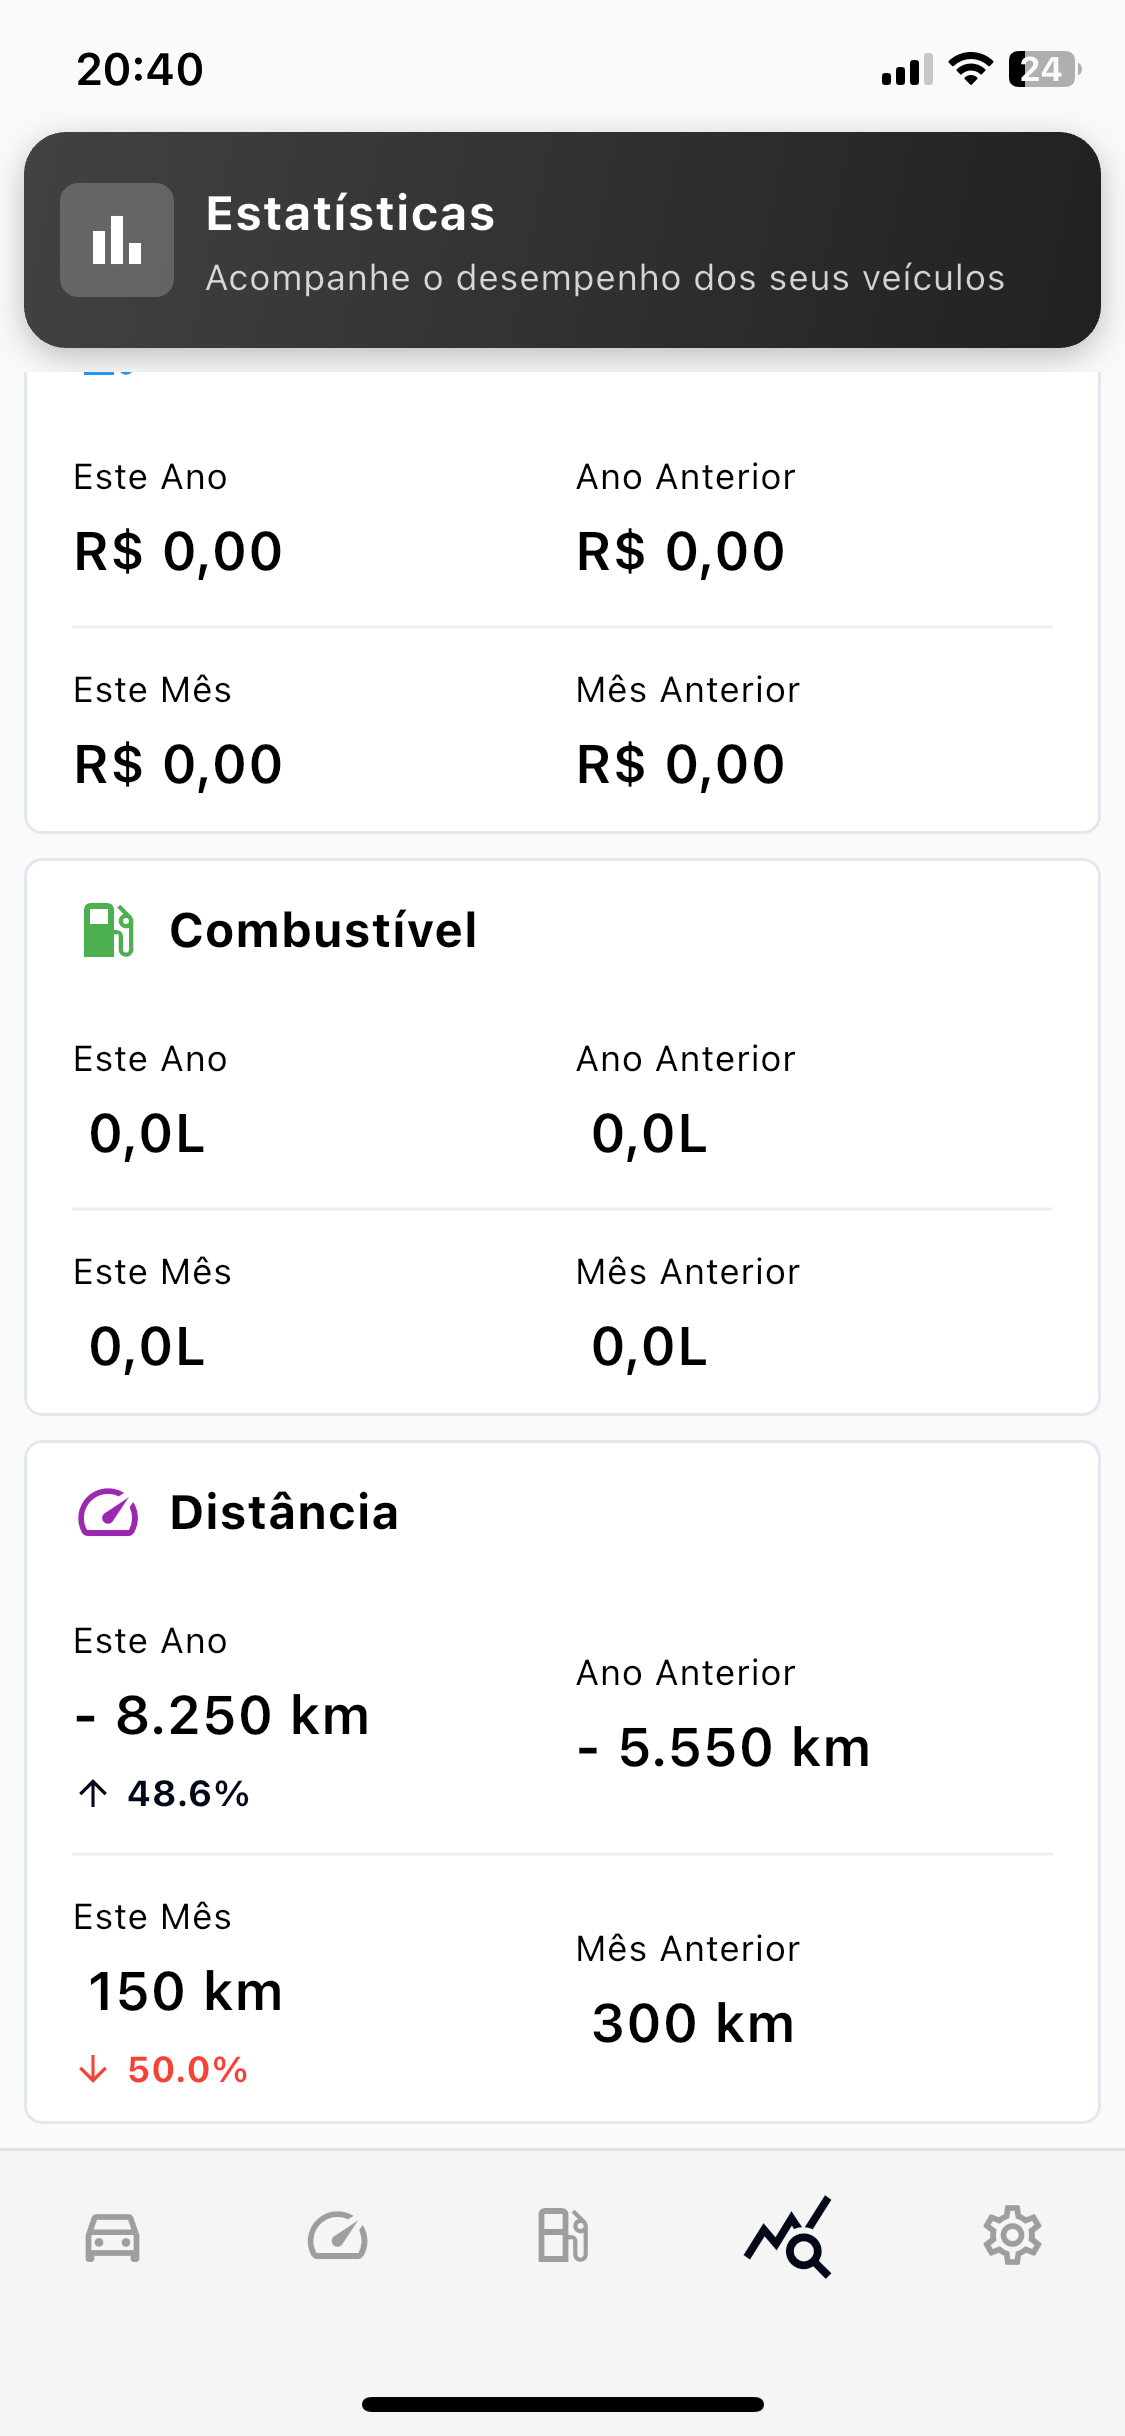 20:40
24
Estatísticas
Acompanhe o desempenho dos seus veículos
Este Ano
Ano Anterior
R$ 0,00
R$ 0,00
Este Mês
Mês Anterior
R$ 0,00
R$ 0,00
Combustível
Este Ano
Ano Anterior
0,0L
0,0L
Este Mês
Mês Anterior
0,0L
0,0L
Distância
Este Ano
- 8.250 km
↑ 48.6%
Ano Anterior
- 5.550 km
Este Mês
150 km
↓ 50.0%
Mês Anterior
300 km